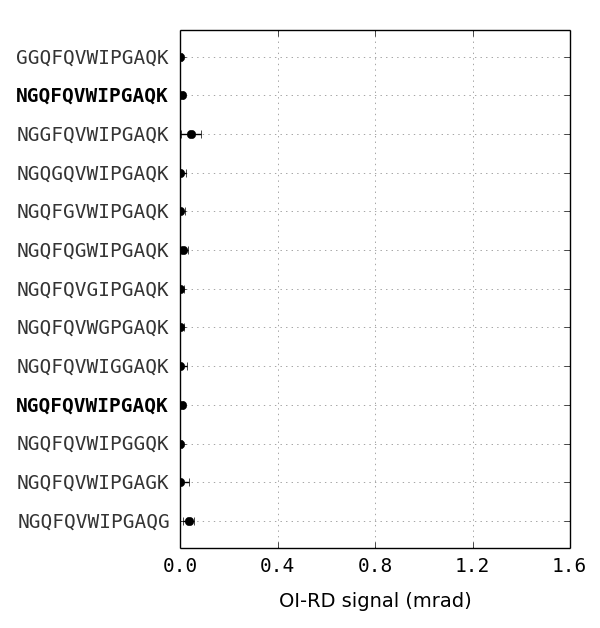 GGQFQVWIPGAQK
NGQFQVWIPGAQK
NGGFQVWIPGAQK
NGQGQVWIPGAQK
NGQFGVWIPGAQK
NGQFQGWIPGAQK
NGQFQVGIPGAQK
NGQFQVWGPGAQK
NGQFQVWIGGAQK
NGQFQVWIPGAQK
NGQFQVWIPGGQK
NGQFQVWIPGAGK
NGQFQVWIPGAQG
0.0 0.4 0.8 1.2 1.6
OI-RD signal (mrad)